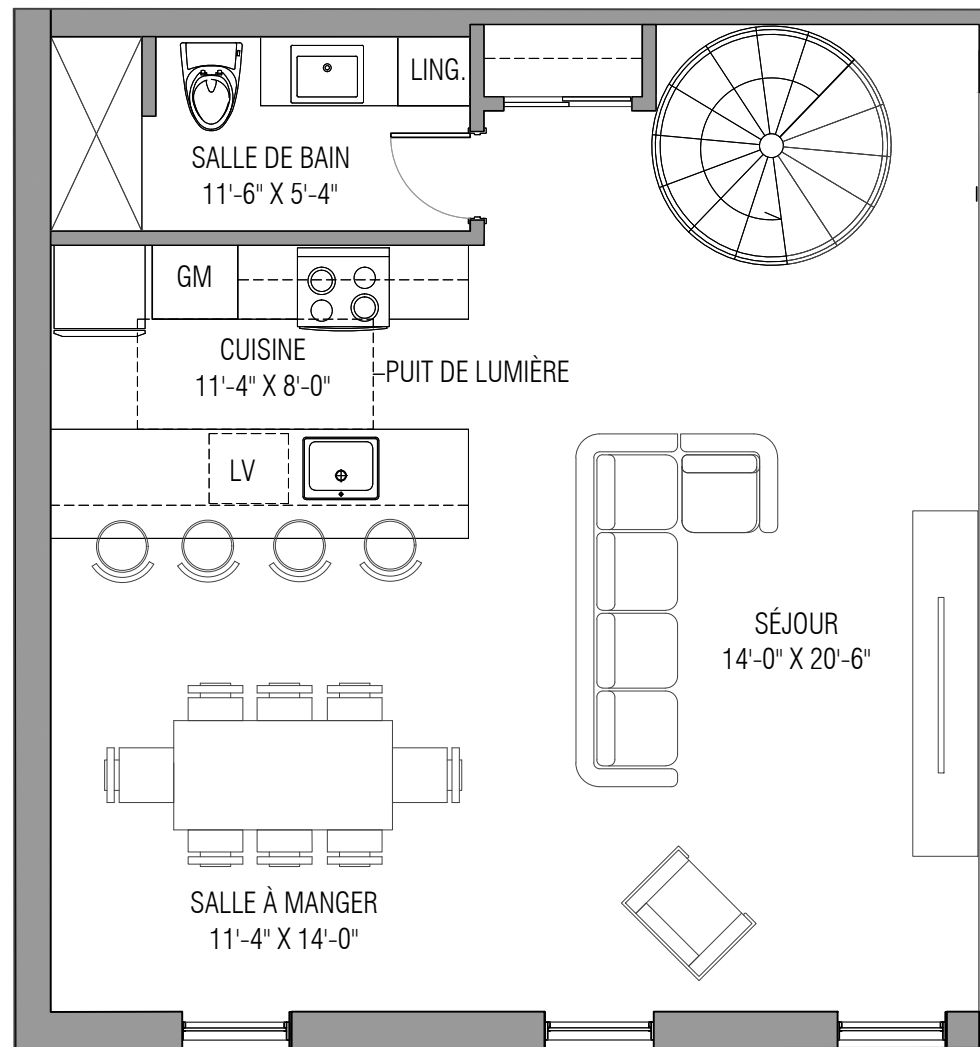 LING.
SALLE DE BAIN
11'-6" X 5'-4"
GM
CUISINE
11'-4" X 8'-0"
PUIT DE LUMIÈRE
LV
SÉJOUR
14'-0" X 20'-6"
SALLE À MANGER
11'-4" X 14'-0"